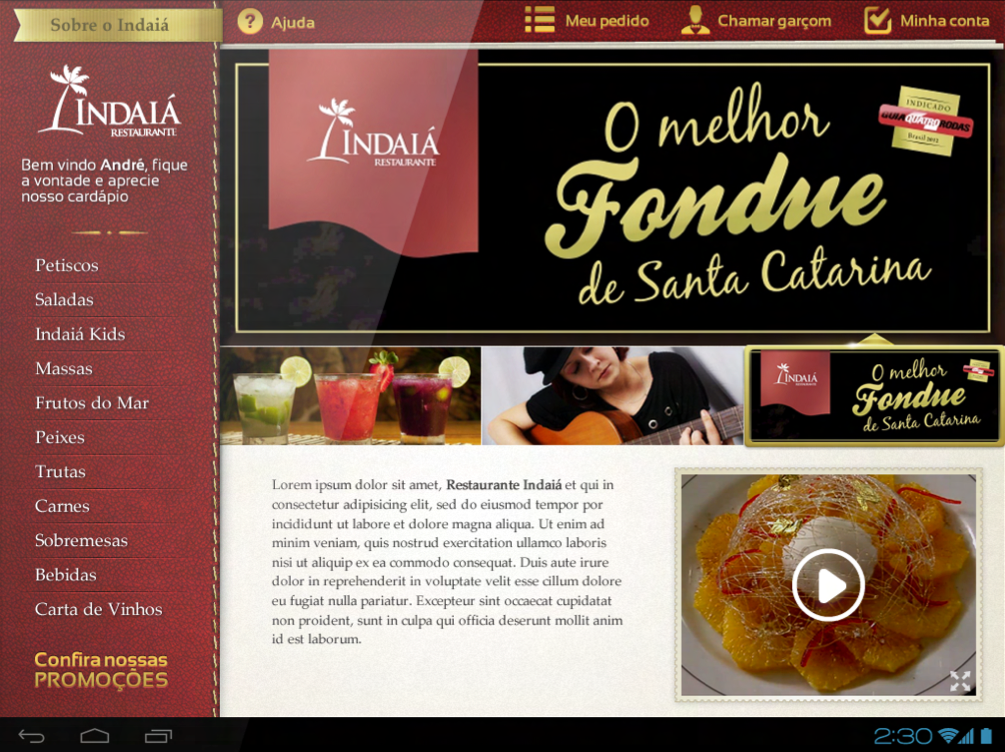 Sobre o Indaiá
Ajuda
Meu pedido
Chamar garçom
Minha conta
INDAIÁ
RESTAURANTE
Bem vindo André, fique
a vontade e aprecie
nosso cardápio
Petiscos
Saladas
Indaiá Kids
Massas
Frutos do Mar
Peixes
Trutas
Carnes
Sobremesas
Bebidas
Carta de Vinhos
Confira nossas
PROMOÇÕES
INDAIÁ
RESTAURANTE
O melhor
Fondue
de Santa Catarina
INDICADO
GUIA QUATRO RODAS
Brasil 2012
INDAIÁ
RESTAURANTE
O melhor
Fondue
de Santa Catarina
Lorem ipsum dolor sit amet, Restaurante Indaiá et qui in
consectetur adipisicing elit, sed do eiusmod tempor por
incididunt ut labore et dolore magna aliqua. Ut enim ad
minim veniam, quis nostrud exercitation ullamco laboris
nisi ut aliquip ex ea commodo consequat. Duis aute irure
dolor in reprehenderit in voluptate velit esse cillum dolore
eu fugiat nulla pariatur. Excepteur sint occaecat cupidatat
non proident, sunt in culpa qui officia deserunt mollit anim
id est laborum.
2:30